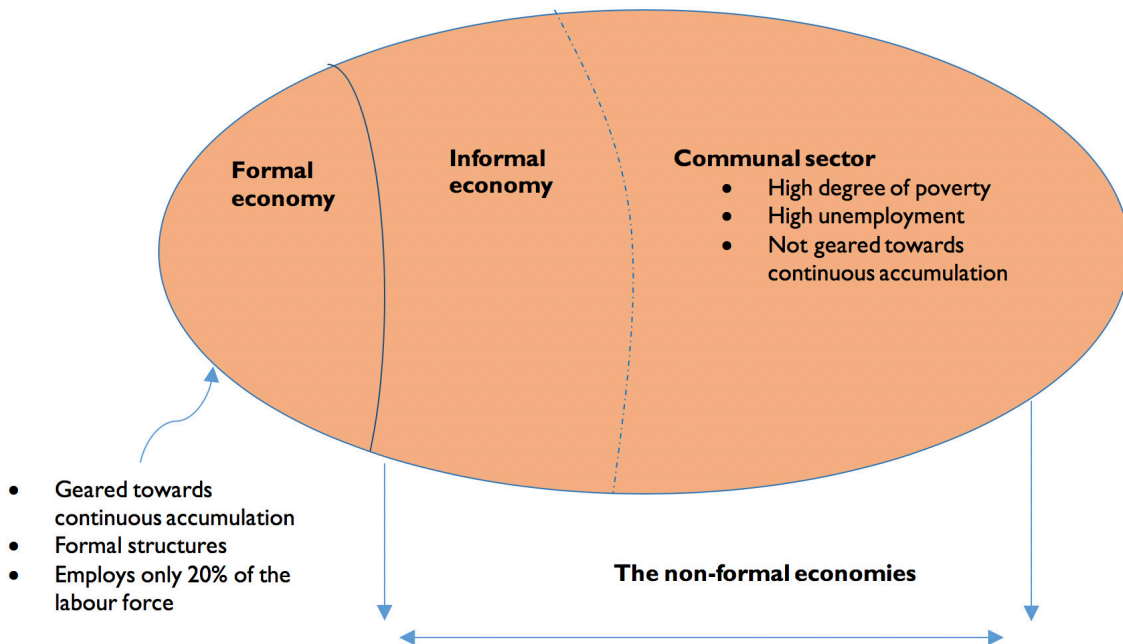 Formal
economy
Informal
economy
Communal sector
● High degree of poverty
● High unemployment
● Not geared towards
continuous accumulation
● Geared towards
continuous accumulation
● Formal structures
● Employs only 20% of the
labour force
The non-formal economies